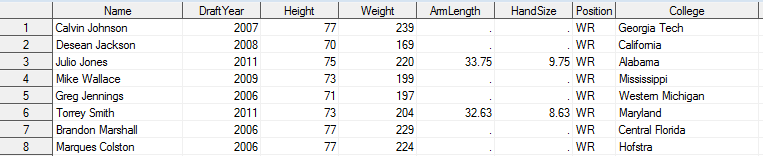 Name DraftYear Height Weight ArmLength HandSize Position College
1 Calvin Johnson 2007 77 239 . . WR Georgia Tech
2 Desean Jackson 2008 70 169 . . WR California
3 Julio Jones 2011 75 220 33.75 9.75 WR Alabama
4 Mike Wallace 2009 73 199 . . WR Mississippi
5 Greg Jennings 2006 71 197 . . WR Western Michigan
6 Torrey Smith 2011 73 204 32.63 8.63 WR Maryland
7 Brandon Marshall 2006 77 229 . . WR Central Florida
8 Marques Colston 2006 77 224 . . WR Hofstra